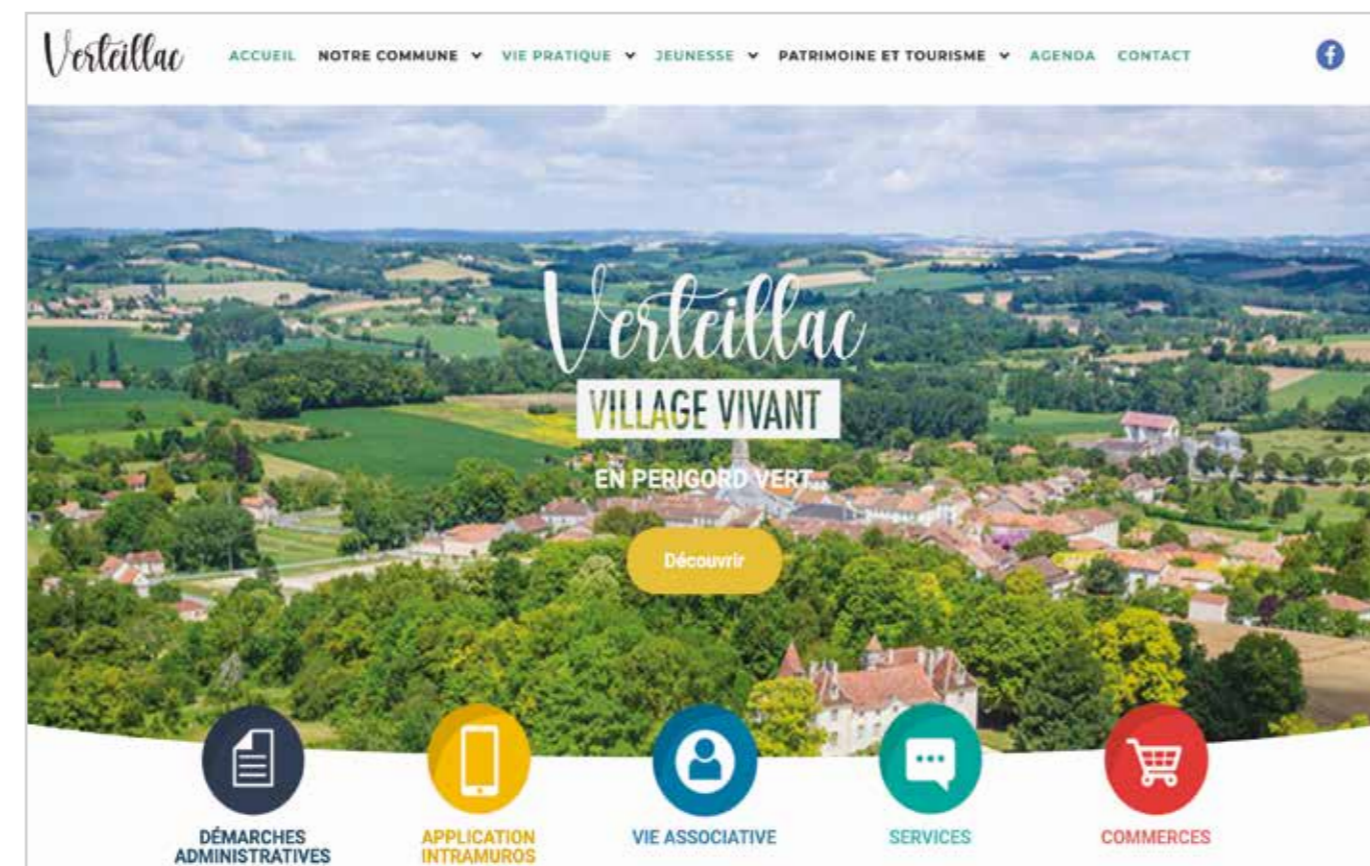 Verteillac
ACCUEIL NOTRE COMMUNE VIE PRATIQUE JEUNESSE PATRIMOINE ET TOURISME AGENDA CONTACT
Verteillac
VILLAGE VIVANT
EN PERIGORD VERT...
Découvrir
DÉMARCHES
ADMINISTRATIVES
APPLICATION
INTRAMUROS
VIE ASSOCIATIVE
SERVICES
COMMERCES